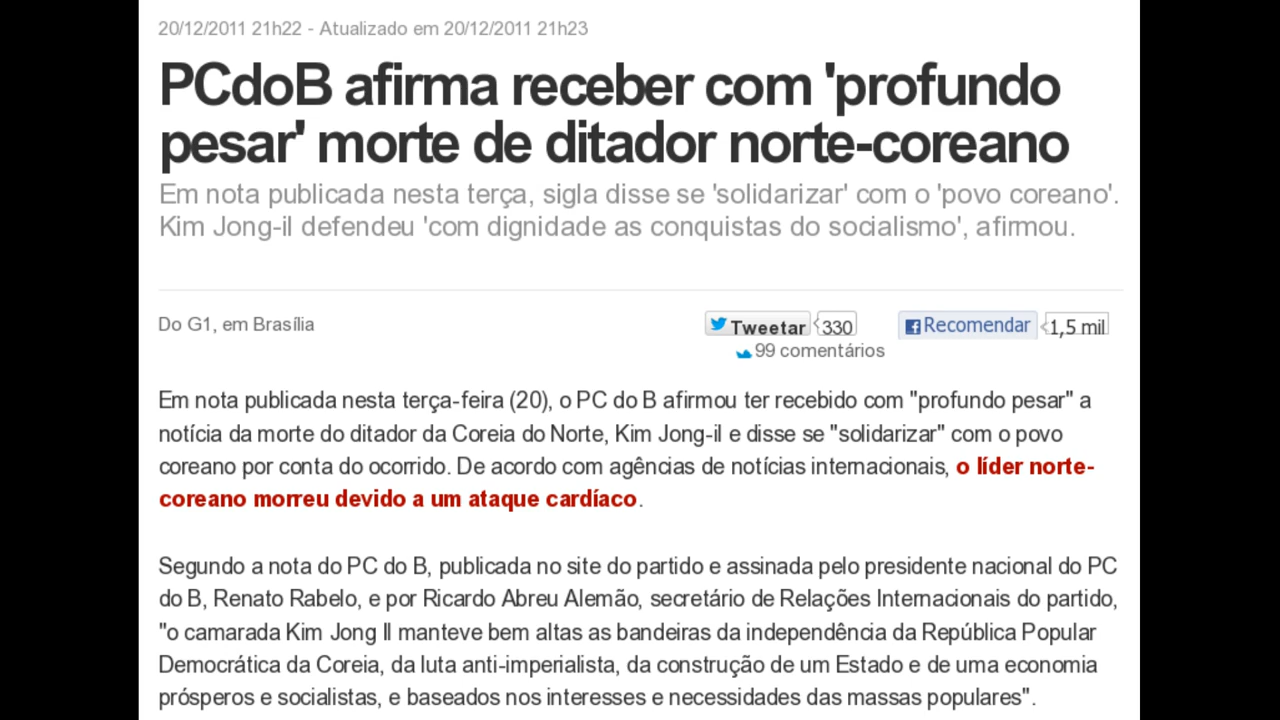 20/12/2011 21h22 - Atualizado em 20/12/2011 21h23
PCdoB afirma receber com 'profundo
pesar' morte de ditador norte-coreano
Em nota publicada nesta terça, sigla disse se 'solidarizar' com o 'povo coreano'.
Kim Jong-il defendeu 'com dignidade as conquistas do socialismo', afirmou.
Do G1, em Brasília
Tweetar 330
Recomendar 1,5 mil
99 comentários
Em nota publicada nesta terça-feira (20), o PC do B afirmou ter recebido com "profundo pesar" a
notícia da morte do ditador da Coreia do Norte, Kim Jong-il e disse se "solidarizar" com o povo
coreano por conta do ocorrido. De acordo com agências de notícias internacionais, o líder norte-
coreano morreu devido a um ataque cardíaco.
Segundo a nota do PC do B, publicada no site do partido e assinada pelo presidente nacional do PC
do B, Renato Rabelo, e por Ricardo Abreu Alemão, secretário de Relações Internacionais do partido,
"o camarada Kim Jong Il manteve bem altas as bandeiras da independência da República Popular
Democrática da Coreia, da luta anti-imperialista, da construção de um Estado e de uma economia
prósperos e socialistas, e baseados nos interesses e necessidades das massas populares".